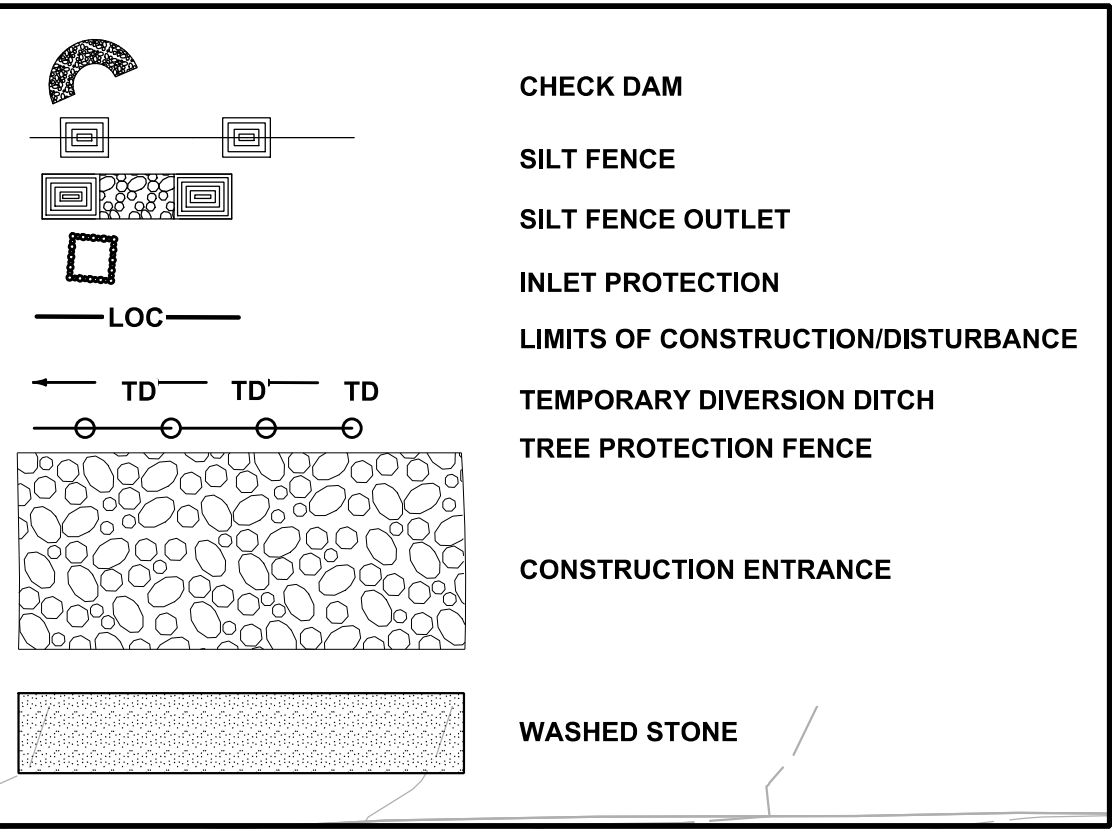 CHECK DAM
SILT FENCE
SILT FENCE OUTLET
INLET PROTECTION
LOC
LIMITS OF CONSTRUCTION/DISTURBANCE
TD TD TD
TEMPORARY DIVERSION DITCH
TREE PROTECTION FENCE
CONSTRUCTION ENTRANCE
WASHED STONE